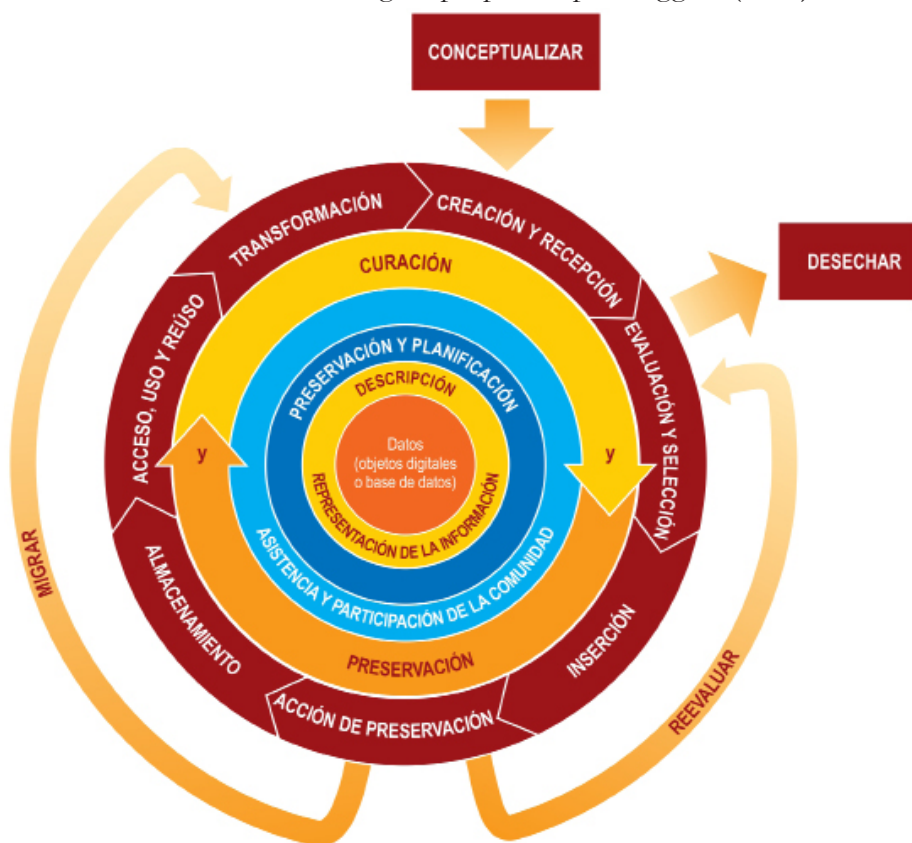 CONCEPTUALIZAR
DESECHAR
TRANSFORMACIÓN
CREACIÓN Y RECEPCIÓN
EVALUACIÓN Y SELECCIÓN
INSERCIÓN
ACCIÓN DE PRESERVACIÓN
ALMACENAMIENTO
ACCESO, USO Y REÚSO
CURACIÓN
y
PRESERVACIÓN
y
PRESERVACIÓN Y PLANIFICACIÓN
ASISTENCIA Y PARTICIPACIÓN DE LA COMUNIDAD
DESCRIPCIÓN
REPRESENTACIÓN DE LA INFORMACIÓN
Datos
(objetos digitales
o base de datos)
MIGRAR
REEVALUAR